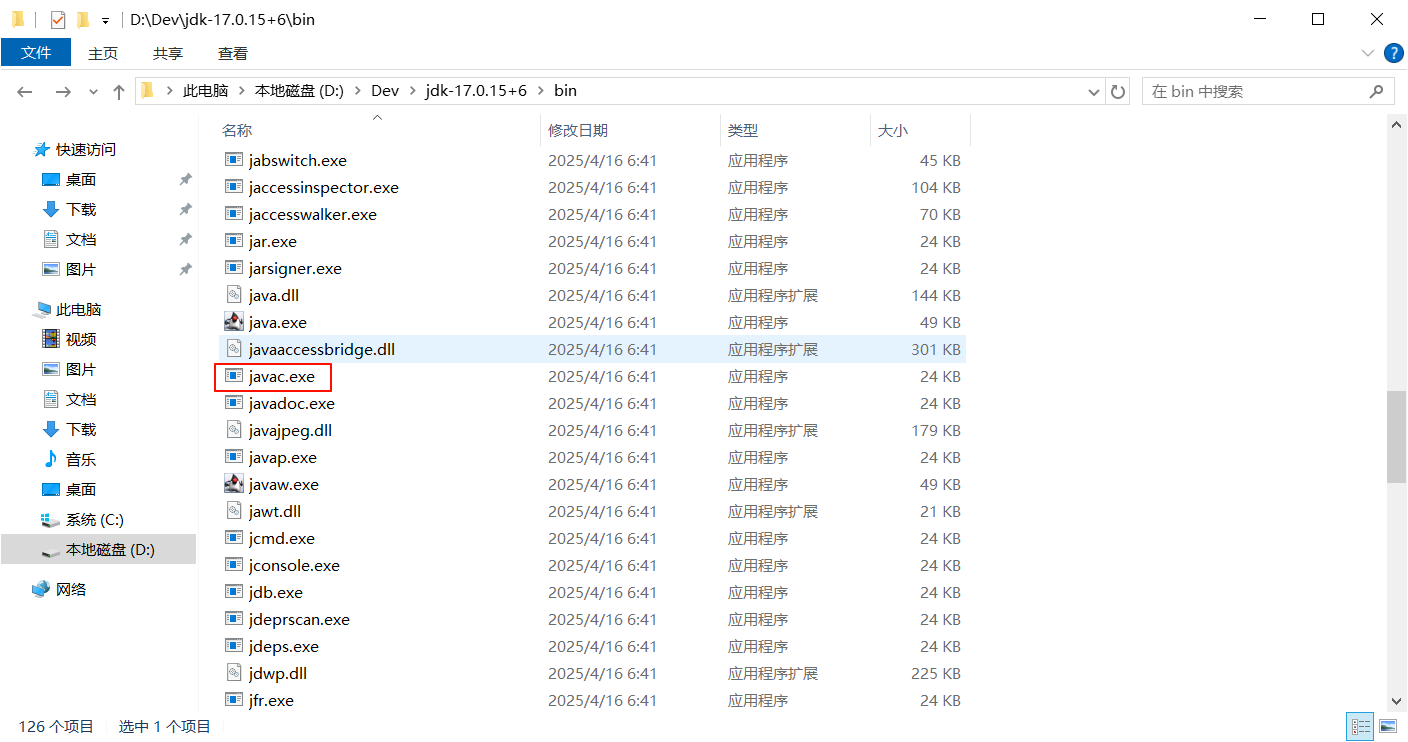 D:\Dev\jdk-17.0.15+6\bin
文件 主页 共享 查看
此电脑 本地磁盘 (D:) Dev jdk-17.0.15+6 bin 在 bin 中搜索
快速访问
桌面
下载
文档
图片
此电脑
视频
图片
文档
下载
音乐
桌面
系统 (C:)
本地磁盘 (D:)
网络
名称 修改日期 类型 大小
jabswitch.exe 2025/4/16 6:41 应用程序 45 KB
jaccessinspector.exe 2025/4/16 6:41 应用程序 104 KB
jaccesswalker.exe 2025/4/16 6:41 应用程序 70 KB
jar.exe 2025/4/16 6:41 应用程序 24 KB
jarsigner.exe 2025/4/16 6:41 应用程序 24 KB
java.dll 2025/4/16 6:41 应用程序扩展 144 KB
java.exe 2025/4/16 6:41 应用程序 49 KB
javaaccessbridge.dll 2025/4/16 6:41 应用程序扩展 301 KB
javac.exe 2025/4/16 6:41 应用程序 24 KB
javadoc.exe 2025/4/16 6:41 应用程序 24 KB
javajpeg.dll 2025/4/16 6:41 应用程序扩展 179 KB
javap.exe 2025/4/16 6:41 应用程序 24 KB
javaw.exe 2025/4/16 6:41 应用程序 49 KB
jawt.dll 2025/4/16 6:41 应用程序扩展 21 KB
jcmd.exe 2025/4/16 6:41 应用程序 24 KB
jconsole.exe 2025/4/16 6:41 应用程序 24 KB
jdb.exe 2025/4/16 6:41 应用程序 24 KB
jdeprscan.exe 2025/4/16 6:41 应用程序 24 KB
jdeps.exe 2025/4/16 6:41 应用程序 24 KB
jdwp.dll 2025/4/16 6:41 应用程序扩展 225 KB
jfr.exe 2025/4/16 6:41 应用程序 24 KB
126 个项目 选中 1 个项目